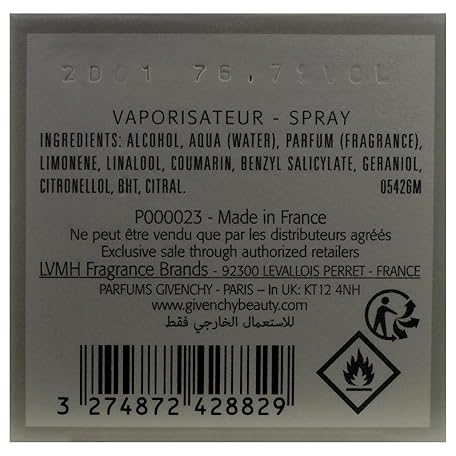 2D01 76,7%VOL
VAPORISATEUR - SPRAY
INGREDIENTS: ALCOHOL, AQUA (WATER), PARFUM (FRAGRANCE),
LIMONENE, LINALOOL, COUMARIN, BENZYL SALICYLATE, GERANIOL,
CITRONELLOL, BHT, CITRAL. 05426M
P000023 - Made in France
Ne peut être vendu que par les distributeurs agréés
Exclusive sale through authorized retailers
LVMH Fragrance Brands - 92300 LEVALLOIS PERRET - FRANCE
PARFUMS GIVENCHY - PARIS – In UK: KT12 4NH
www.givenchybeauty.com
للاستعمال الخارجي فقط
3 274872 428829